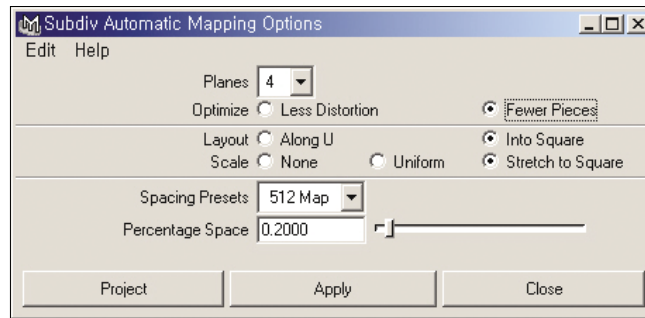 Subdiv Automatic Mapping Options
Edit Help
Planes 4
Optimize Less Distortion Fewer Pieces
Layout Along U Into Square
Scale None Uniform Stretch to Square
Spacing Presets 512 Map
Percentage Space 0.2000
Project Apply Close